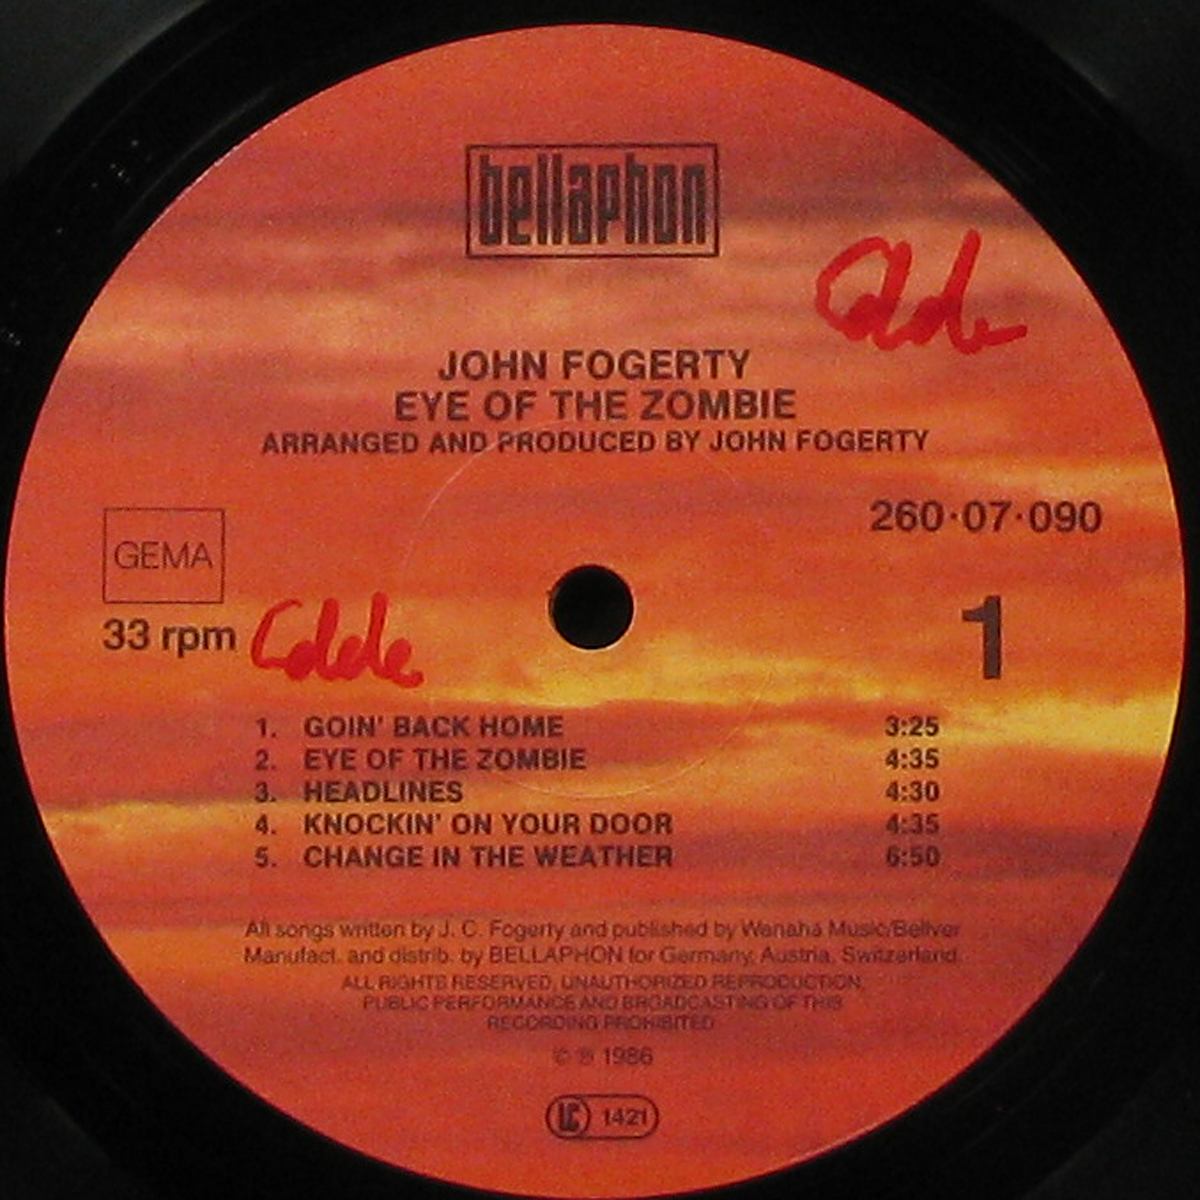 bellaphon
JOHN FOGERTY
EYE OF THE ZOMBIE
ARRANGED AND PRODUCED BY JOHN FOGERTY
260·07·090
GEMA
33 rpm
1
1. GOIN' BACK HOME 3:25
2. EYE OF THE ZOMBIE 4:35
3. HEADLINES 4:30
4. KNOCKIN' ON YOUR DOOR 4:35
5. CHANGE IN THE WEATHER 6:50
All songs written by J. C. Fogerty and published by Wenaha Music/Bellver
Manufact. and distrib. by BELLAPHON for Germany, Austria, Switzerland.
ALL RIGHTS RESERVED, UNAUTHORIZED REPRODUCTION,
PUBLIC PERFORMANCE AND BROADCASTING OF THIS
RECORDING PROHIBITED
© ℗ 1986
LC 1421